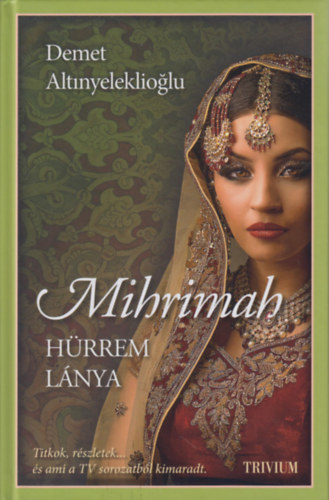 Demet
Altınyeleklioğlu
Mihrimah
HÜRREM
LÁNYA
Titkok, részletek...
és ami a TV sorozatból kimaradt.
TRIVIUM